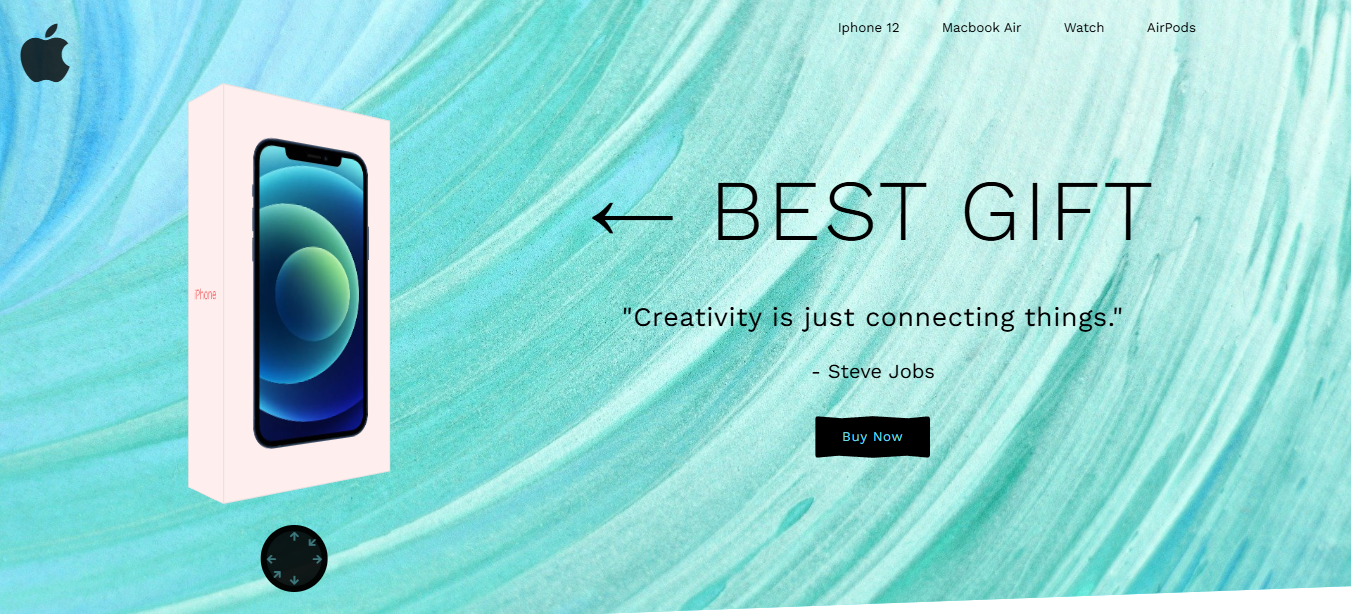 Iphone 12 Macbook Air Watch AirPods
← BEST GIFT
iPhone
"Creativity is just connecting things."
- Steve Jobs
Buy Now